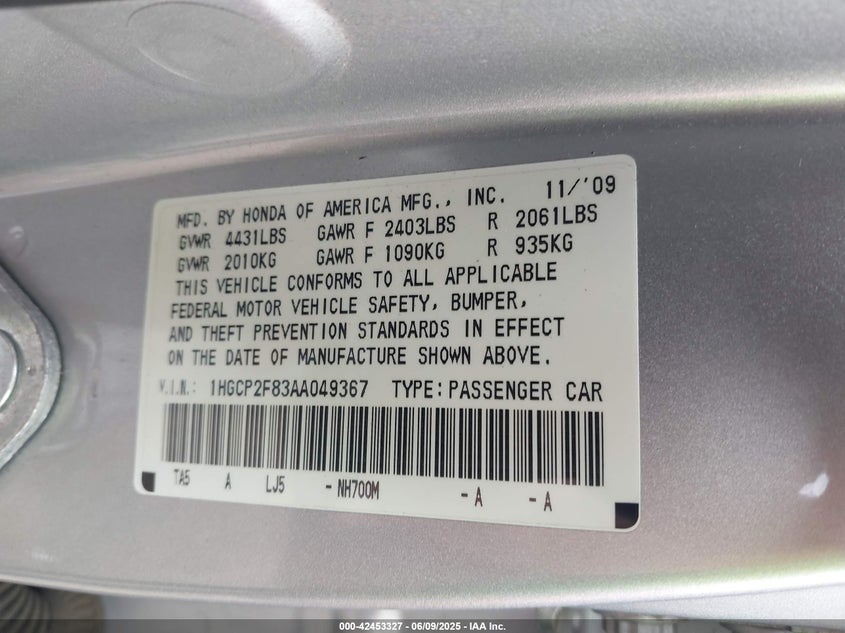 MFD. BY HONDA OF AMERICA MFG., INC. 11/'09
GVWR 4431LBS GAWR F 2403LBS R 2061LBS
GVWR 2010KG GAWR F 1090KG R 935KG
THIS VEHICLE CONFORMS TO ALL APPLICABLE
FEDERAL MOTOR VEHICLE SAFETY, BUMPER,
AND THEFT PREVENTION STANDARDS IN EFFECT
ON THE DATE OF MANUFACTURE SHOWN ABOVE.
V.I.N.: 1HGCP2F83AA049367 TYPE: PASSENGER CAR
TA5 A LJ5 - NH700M - A - A
000-42453327 - 06/09/2025 - IAA Inc.